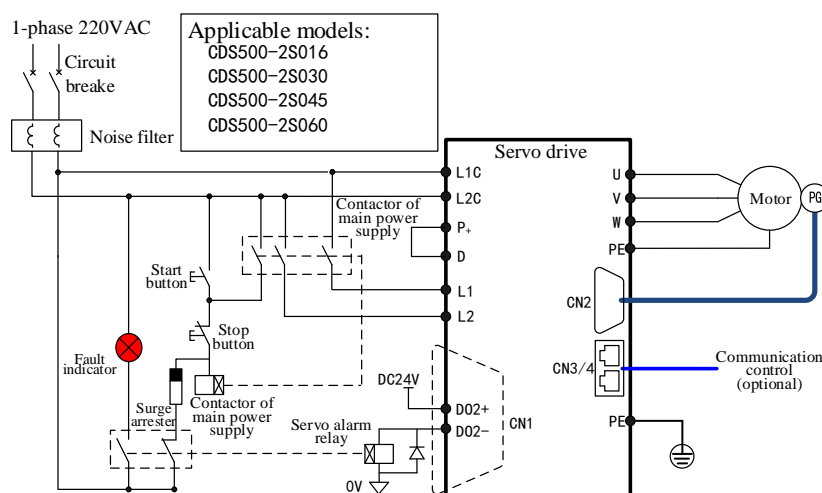 1-phase 220VAC
Circuit
breake
Noise filter
Applicable models:
CDS500-2S016
CDS500-2S030
CDS500-2S045
CDS500-2S060
Servo drive
L1C
L2C
P+
D
L1
L2
Contactor of
main power
supply
Start
button
Stop
button
Fault
indicator
Surge
arrester
Contactor of
main power
supply
Servo alarm
relay
DC24V
DO2+
DO2-
CN1
0V
U
V
W
PE
Motor
PG
CN2
CN3/4
Communication
control
(optional)
PE